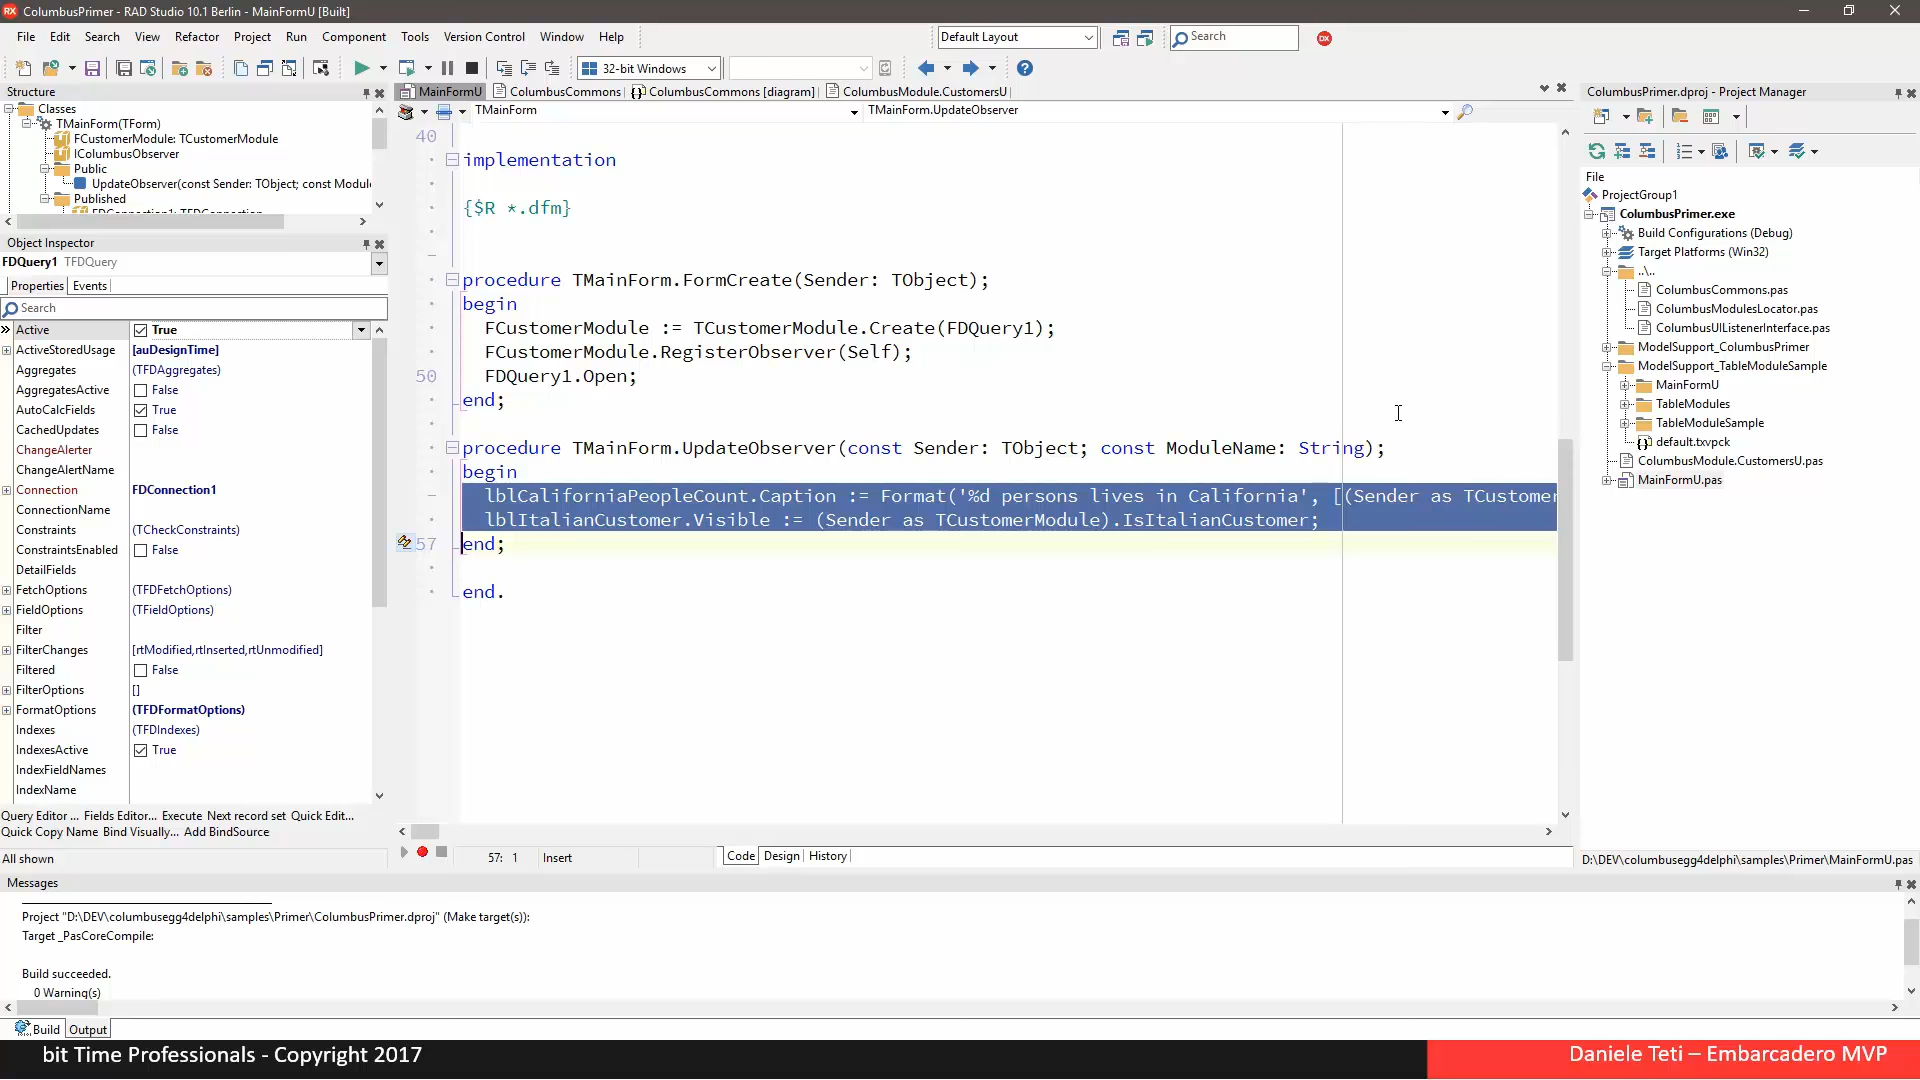 ColumbusPrimer - RAD Studio 10.1 Berlin - MainFormU [Built]
File Edit Search View Refactor Project Run Component Tools Version Control Window Help
Default Layout
Search
32-bit Windows
Structure
Classes
TMainForm(TForm)
FCustomerModule: TCustomerModule
IColumbusObserver
Public
UpdateObserver(const Sender: TObject; const Modul
Published
Object Inspector
FDQuery1 TFDQuery
Properties Events
Search
Active True
ActiveStoredUsage [auDesignTime]
Aggregates (TFDAggregates)
AggregatesActive False
AutoCalcFields True
CachedUpdates False
ChangeAlerter
ChangeAlertName
Connection FDConnection1
ConnectionName
Constraints (TCheckConstraints)
ConstraintsEnabled False
DetailFields
FetchOptions (TFDFetchOptions)
FieldOptions (TFieldOptions)
Filter
FilterChanges [rtModified,rtInserted,rtUnmodified]
Filtered False
FilterOptions []
FormatOptions (TFDFormatOptions)
Indexes (TFDIndexes)
IndexesActive True
IndexFieldNames
IndexName
Query Editor ... Fields Editor... Execute Next record set Quick Edit...
Quick Copy Name Bind Visually... Add BindSource
All shown
MainFormU ColumbusCommons ColumbusCommons [diagram] ColumbusModule.CustomersU
TMainForm TMainForm.UpdateObserver
40
implementation
{$R *.dfm}
procedure TMainForm.FormCreate(Sender: TObject);
begin
FCustomerModule := TCustomerModule.Create(FDQuery1);
FCustomerModule.RegisterObserver(Self);
50 FDQuery1.Open;
end;
procedure TMainForm.UpdateObserver(const Sender: TObject; const ModuleName: String);
begin
lblCaliforniaPeopleCount.Caption := Format('%d persons lives in California', [(Sender as TCustomer
lblItalianCustomer.Visible := (Sender as TCustomerModule).IsItalianCustomer;
57 end;
end.
57: 1 Insert
Code Design History
ColumbusPrimer.dproj - Project Manager
File
ProjectGroup1
ColumbusPrimer.exe
Build Configurations (Debug)
Target Platforms (Win32)
..\..
ColumbusCommons.pas
ColumbusModulesLocator.pas
ColumbusUIListenerInterface.pas
ModelSupport_ColumbusPrimer
ModelSupport_TableModuleSample
MainFormU
TableModules
TableModuleSample
default.txvpck
ColumbusModule.CustomersU.pas
MainFormU.pas
D:\DEV\columbusegg4delphi\samples\Primer\MainFormU.pas
Messages
Project "D:\DEV\columbusegg4delphi\samples\Primer\ColumbusPrimer.dproj" (Make target(s)):
Target _PasCoreCompile:
Build succeeded.
0 Warning(s)
Build Output
bit Time Professionals - Copyright 2017
Daniele Teti – Embarcadero MVP